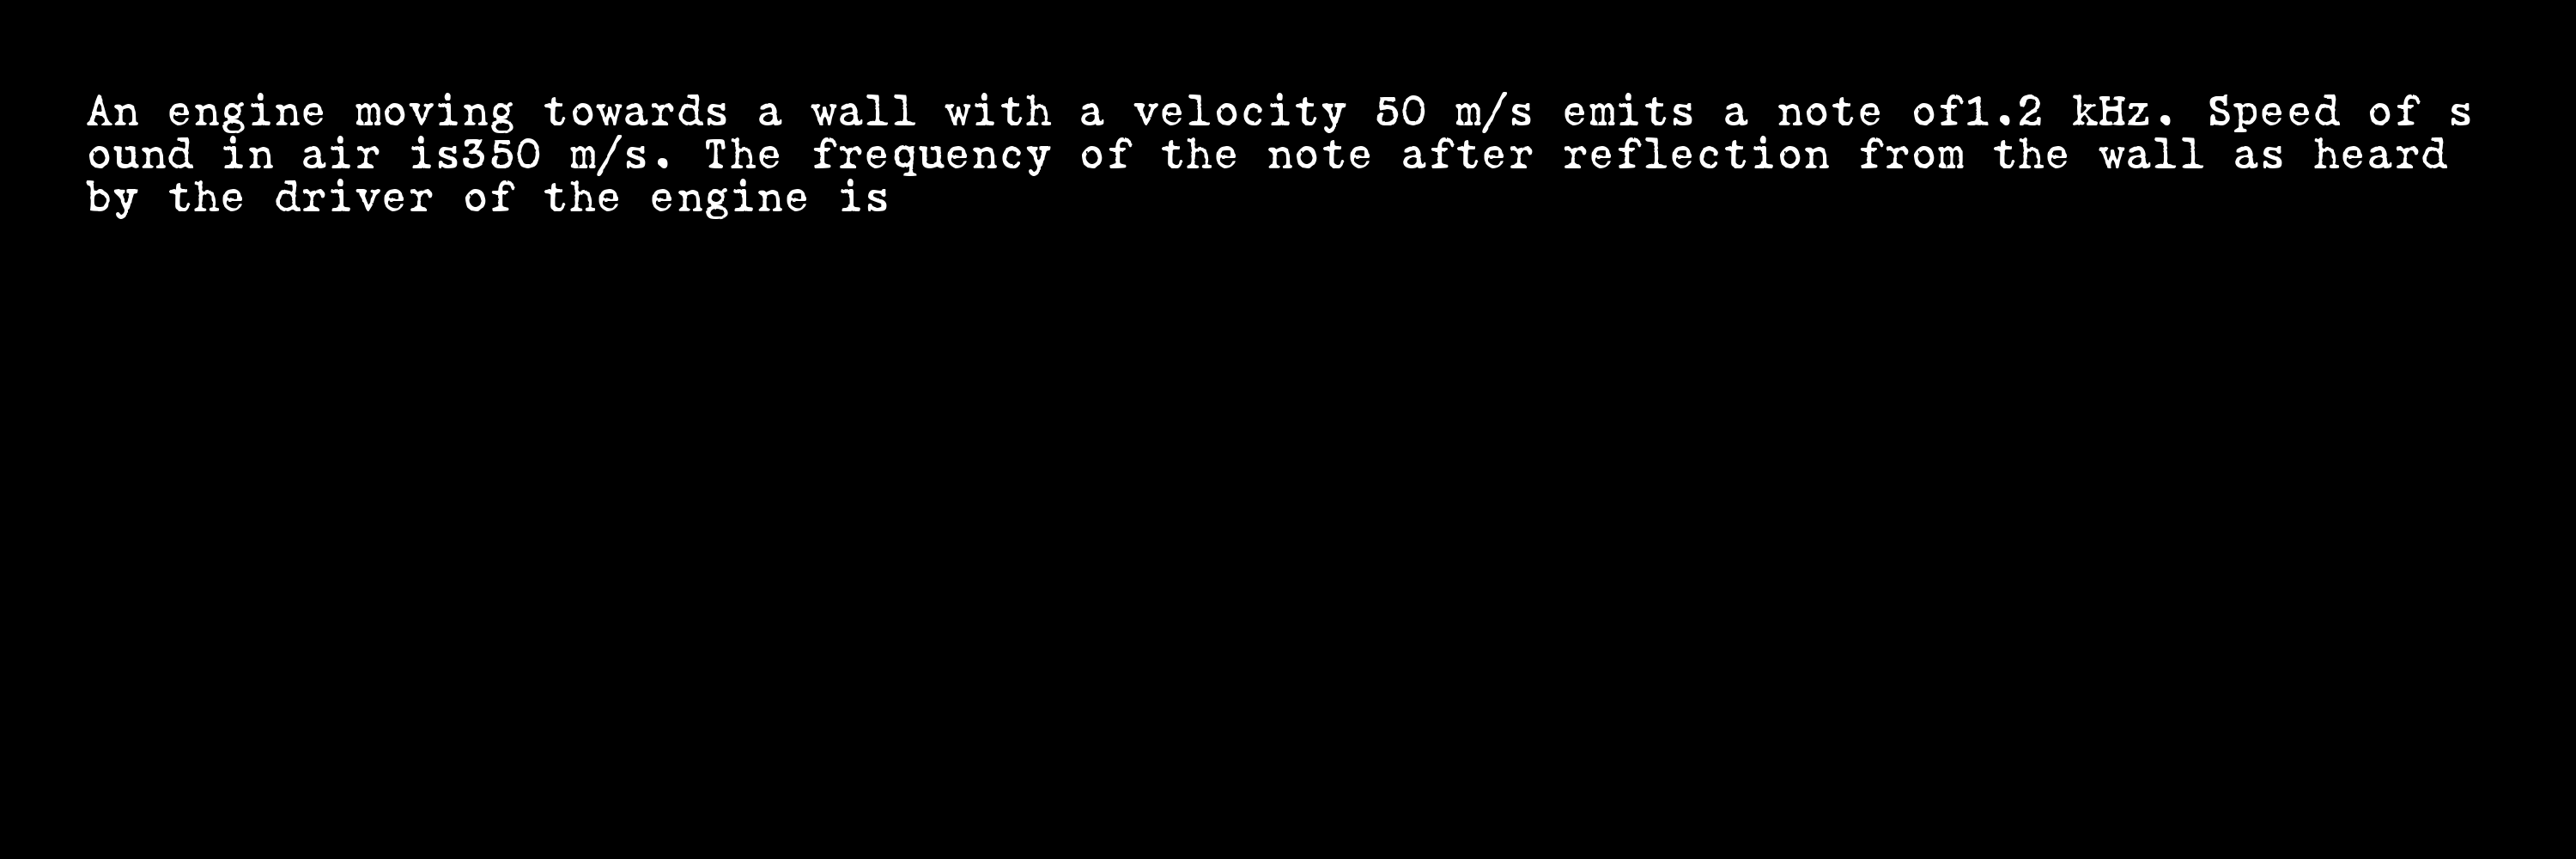 An engine moving towards a wall with a velocity 50 m/s emits a note of1.2 kHz. Speed of s
ound in air is350 m/s. The frequency of the note after reflection from the wall as heard
by the driver of the engine is